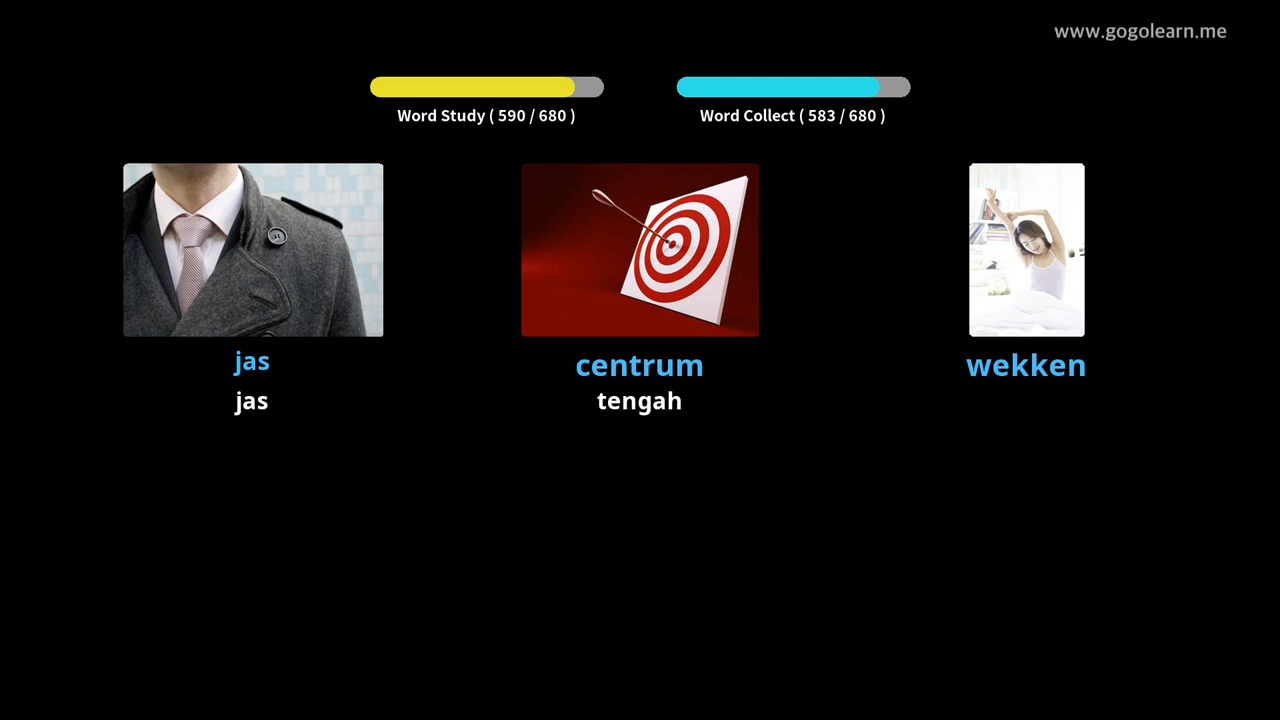 www.gogolearn.me
Word Study ( 590 / 680 )
Word Collect ( 583 / 680 )
jas
centrum
wekken
jas
tengah